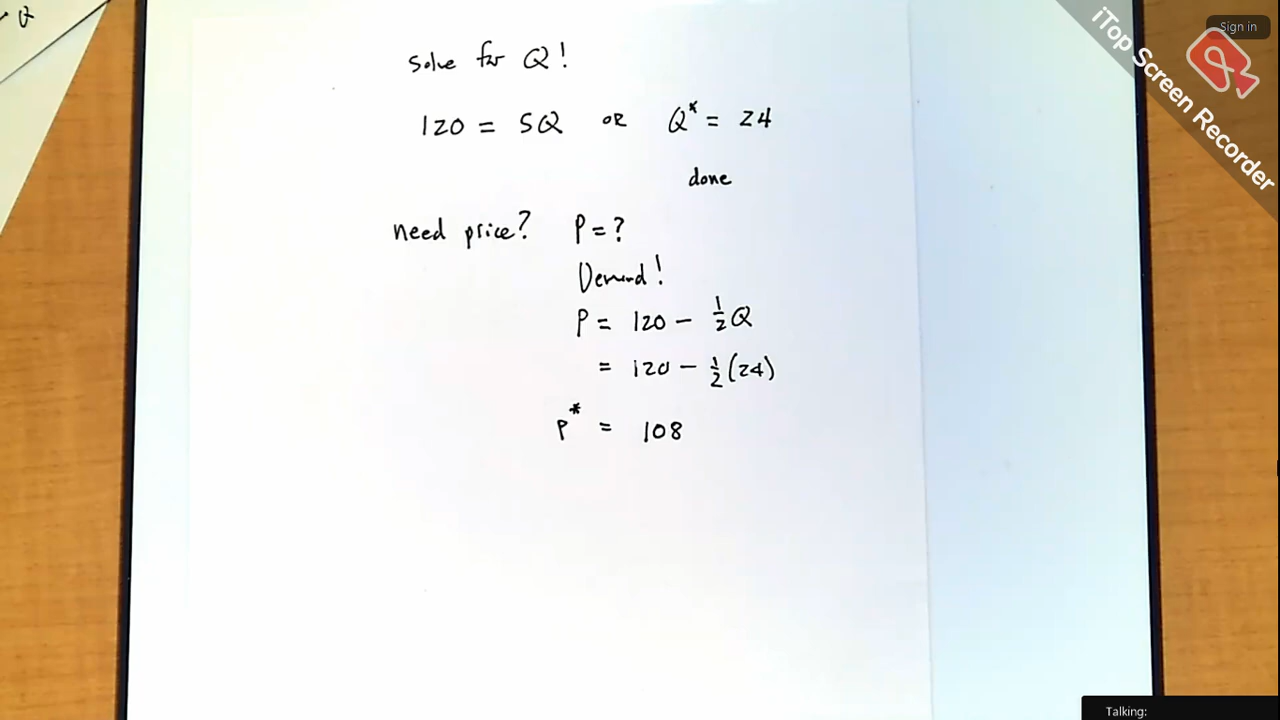 Q
Solve for Q!
120 = 5Q OR Q* = 24
done
need price? P = ?
Demand!
P = 120 - 1/2 Q
= 120 - 1/2 (24)
P* = 108
Sign in
iTop Screen Recorder
Talking: